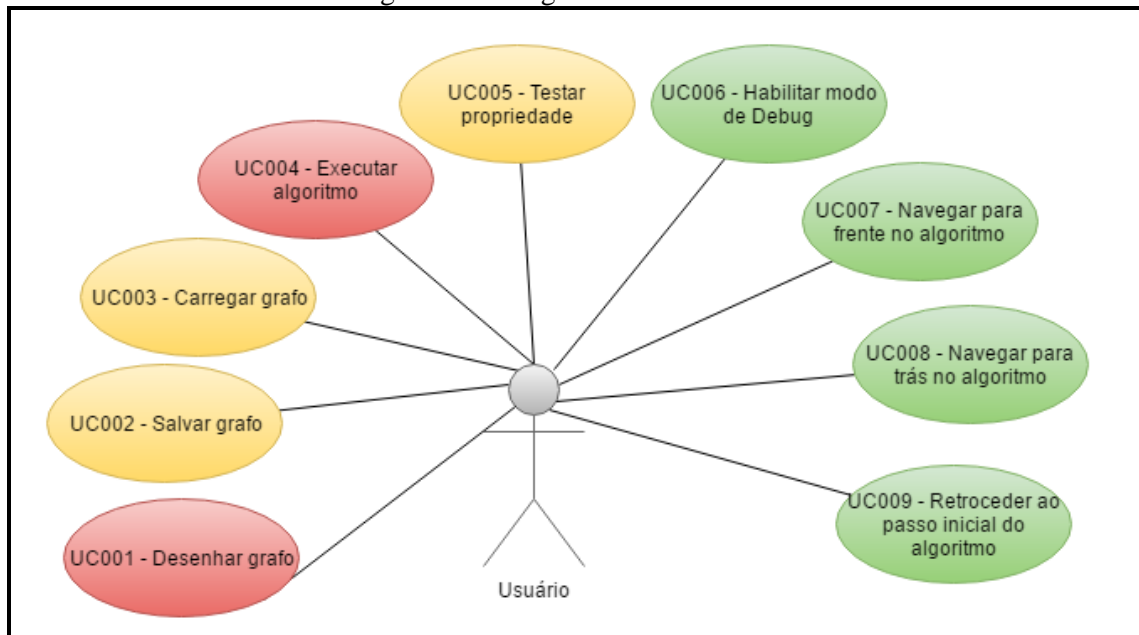 UC005 - Testar
propriedade
UC006 - Habilitar modo
de Debug
UC004 - Executar
algoritmo
UC007 - Navegar para
frente no algoritmo
UC003 - Carregar grafo
UC008 - Navegar para
trás no algoritmo
UC002 - Salvar grafo
UC009 - Retroceder ao
passo inicial do
algoritmo
UC001 - Desenhar grafo
Usuário